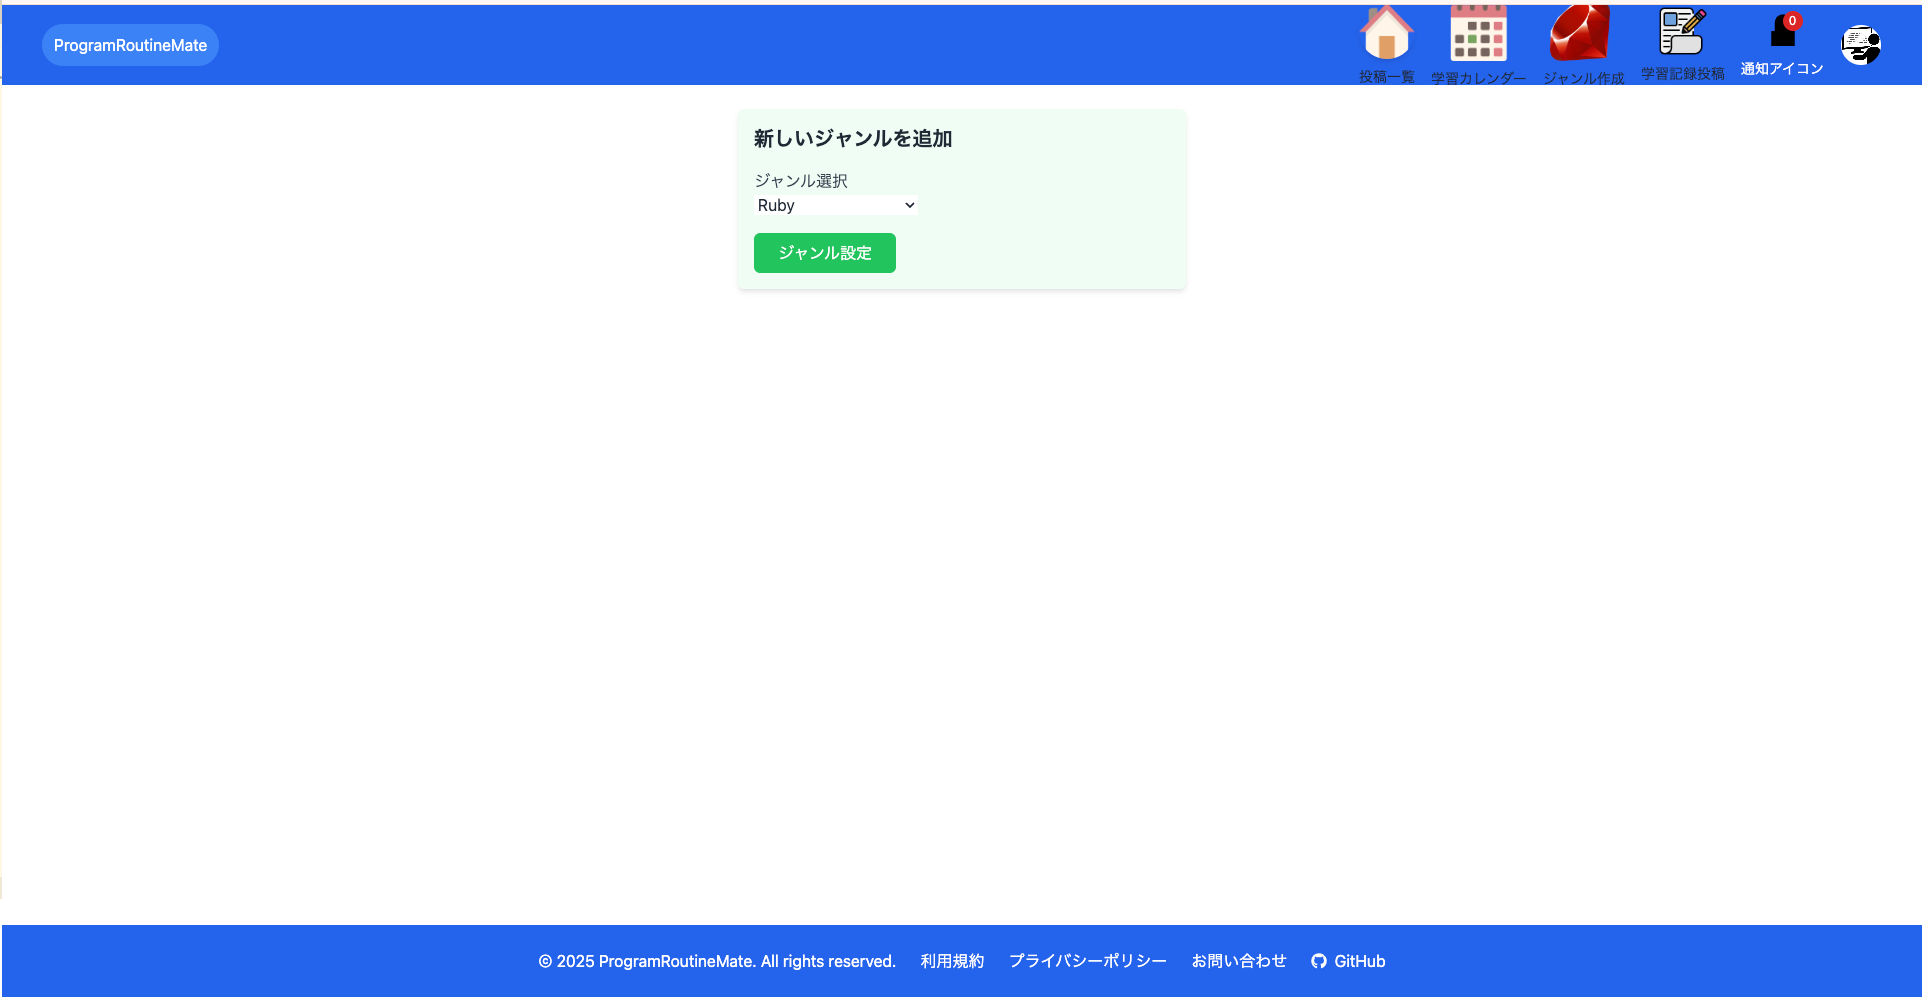 ProgramRoutineMate
投稿一覧
学習カレンダー
ジャンル作成
学習記録投稿
0
通知アイコン
新しいジャンルを追加
ジャンル選択
Ruby
ジャンル設定
© 2025 ProgramRoutineMate. All rights reserved. 利用規約 プライバシーポリシー お問い合わせ GitHub